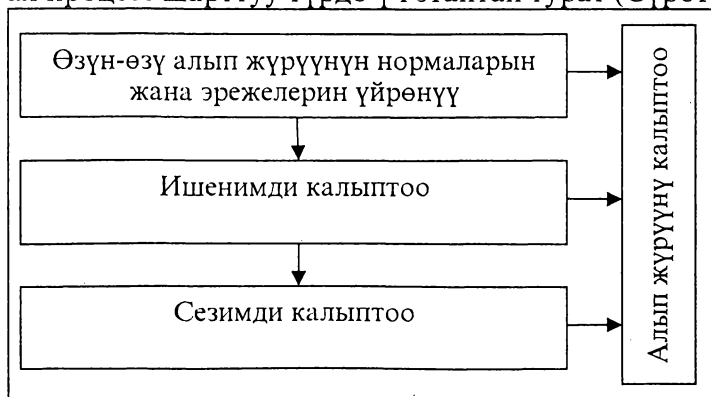 Өзүн-өзү алып жүрүүнүн нормаларын
жана эрежелерин үйрөнүү
Ишенимди калыптоо
Сезимди калыптоо
Алып жүрүүнү калыптоо